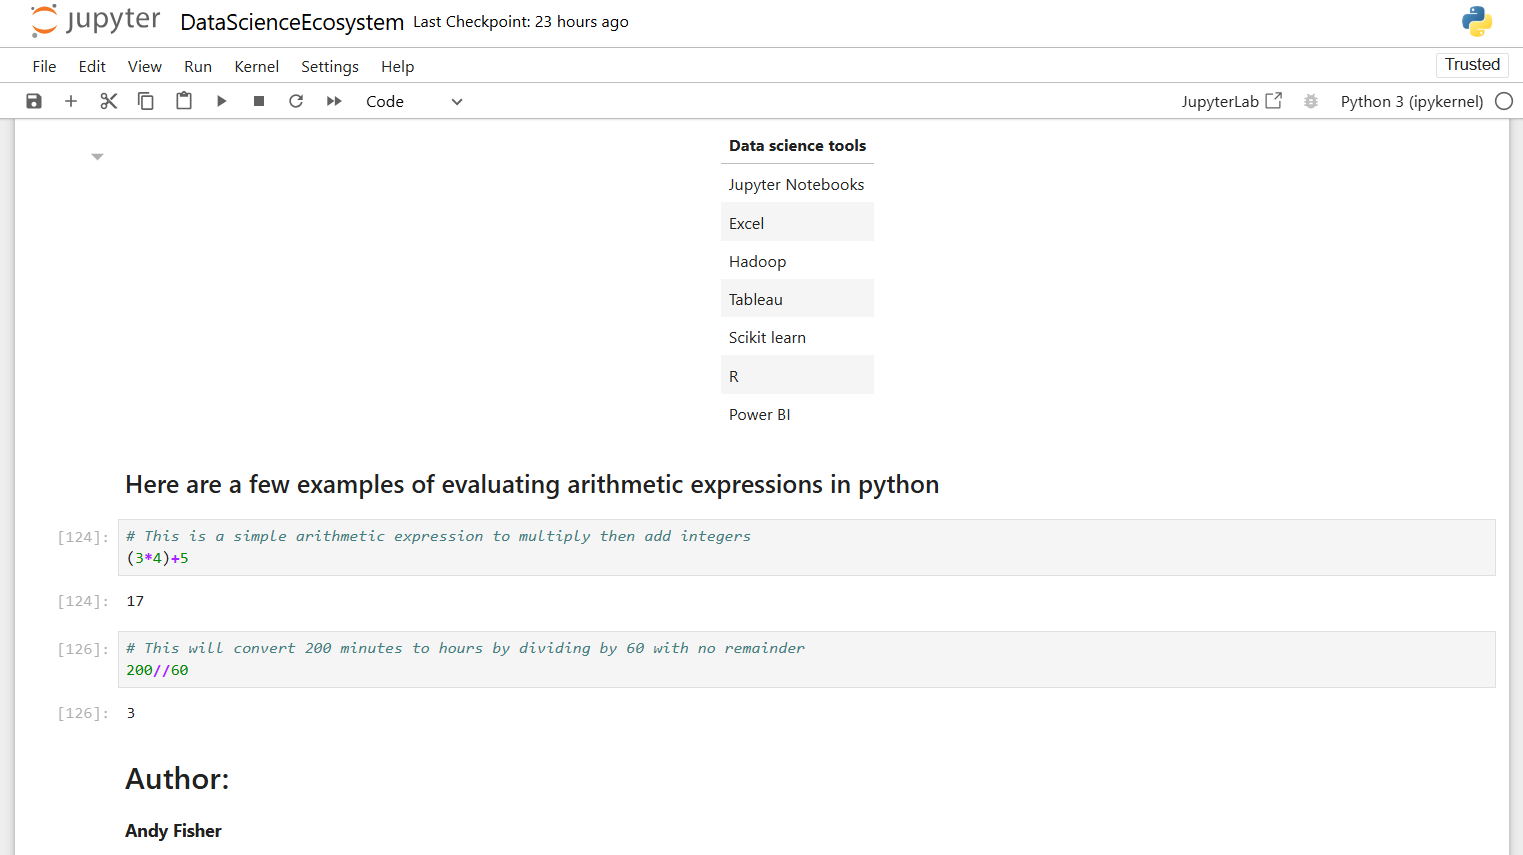 jupyter DataScienceEcosystem Last Checkpoint: 23 hours ago
File Edit View Run Kernel Settings Help Trusted
Code JupyterLab Python 3 (ipykernel)
Data science tools
Jupyter Notebooks
Excel
Hadoop
Tableau
Scikit learn
R
Power BI
Here are a few examples of evaluating arithmetic expressions in python
[124]: # This is a simple arithmetic expression to multiply then add integers
(3*4)+5
[124]: 17
[126]: # This will convert 200 minutes to hours by dividing by 60 with no remainder
200//60
[126]: 3
Author:
Andy Fisher